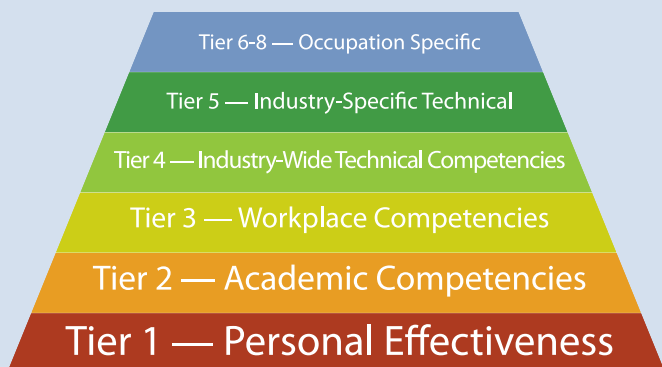 Tier 6-8 — Occupation Specific
Tier 5 — Industry-Specific Technical
Tier 4 — Industry-Wide Technical Competencies
Tier 3 — Workplace Competencies
Tier 2 — Academic Competencies
Tier 1 — Personal Effectiveness